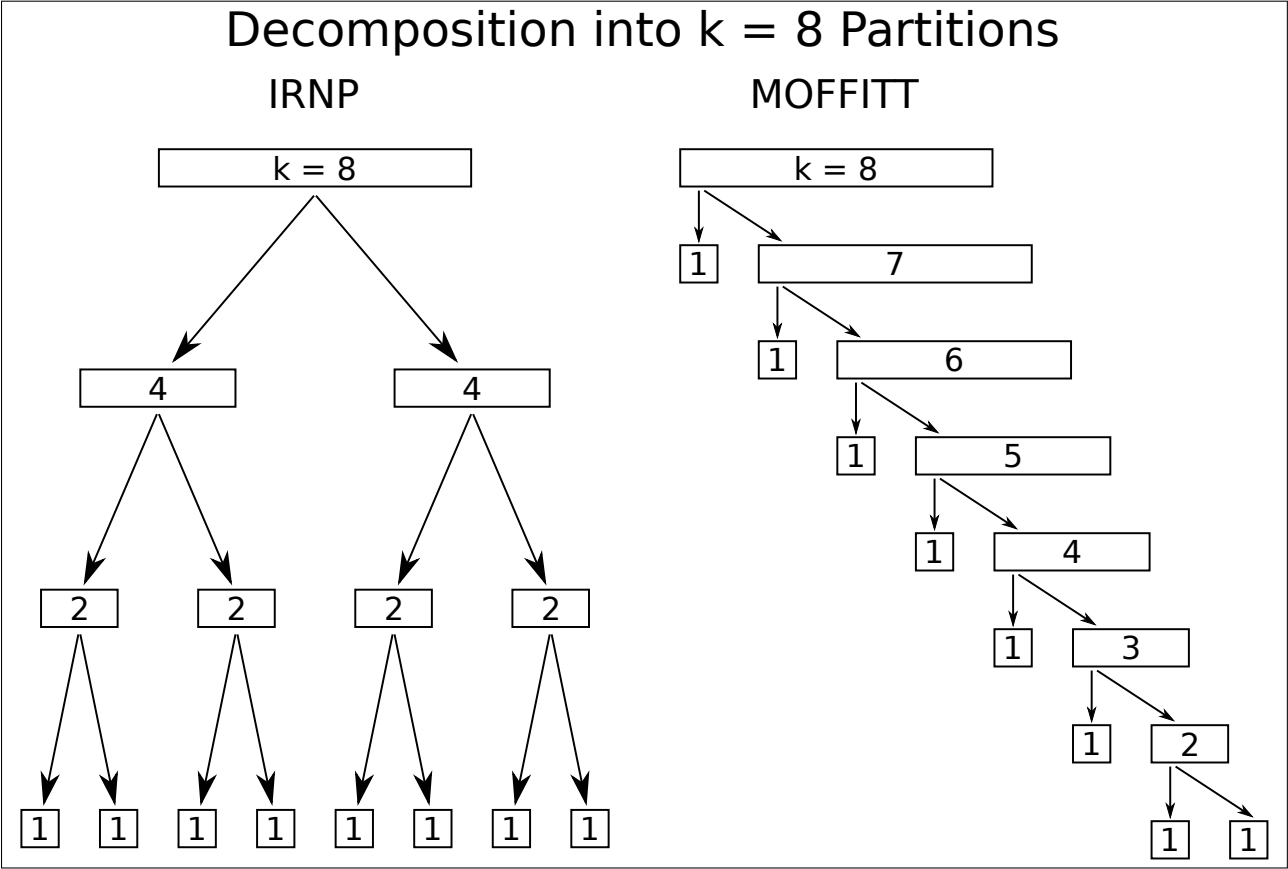 Decomposition into k = 8 Partitions
IRNP
MOFFITT
k = 8
4 4
2 2 2 2
1 1 1 1 1 1 1 1
k = 8
1 7
1 6
1 5
1 4
1 3
1 2
1 1